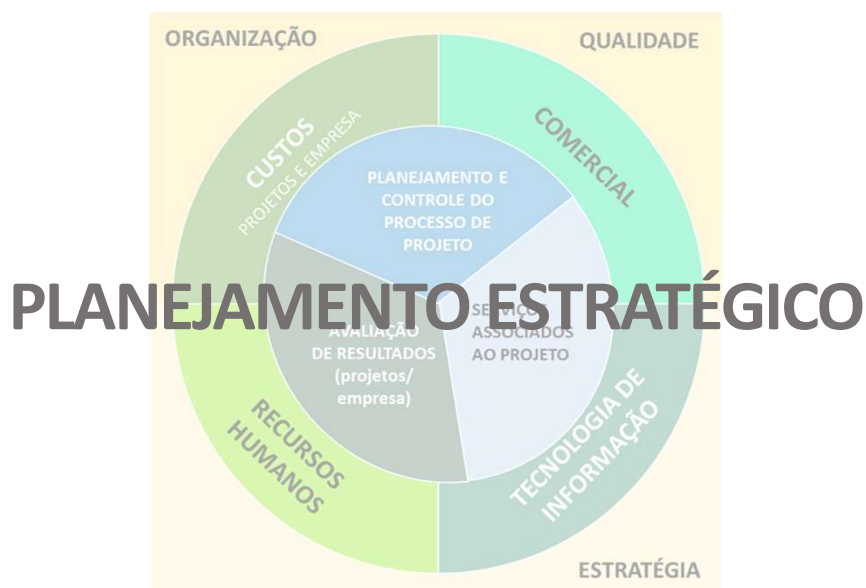 ORGANIZAÇÃO
QUALIDADE
CUSTOS
PROJETOS E EMPRESA
COMERCIAL
PLANEJAMENTO E
CONTROLE DO
PROCESSO DE
PROJETO
PLANEJAMENTO ESTRATÉGICO
AVALIAÇÃO
DE RESULTADOS
(projetos/
empresa)
ASSOCIADOS
AO PROJETO
RECURSOS
HUMANOS
TECNOLOGIA DE
INFORMAÇÃO
ESTRATÉGIA